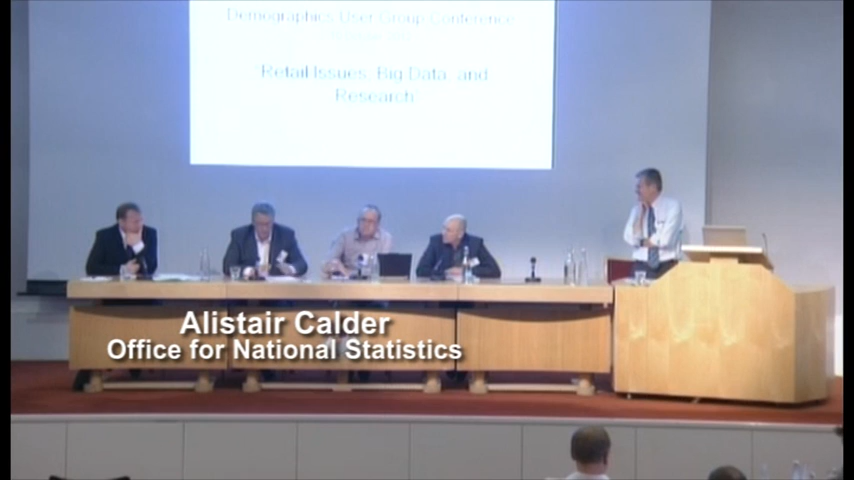 Demographics User Group Conference
Retail Issues, Big Data, and
Research
Alistair Calder
Office for National Statistics